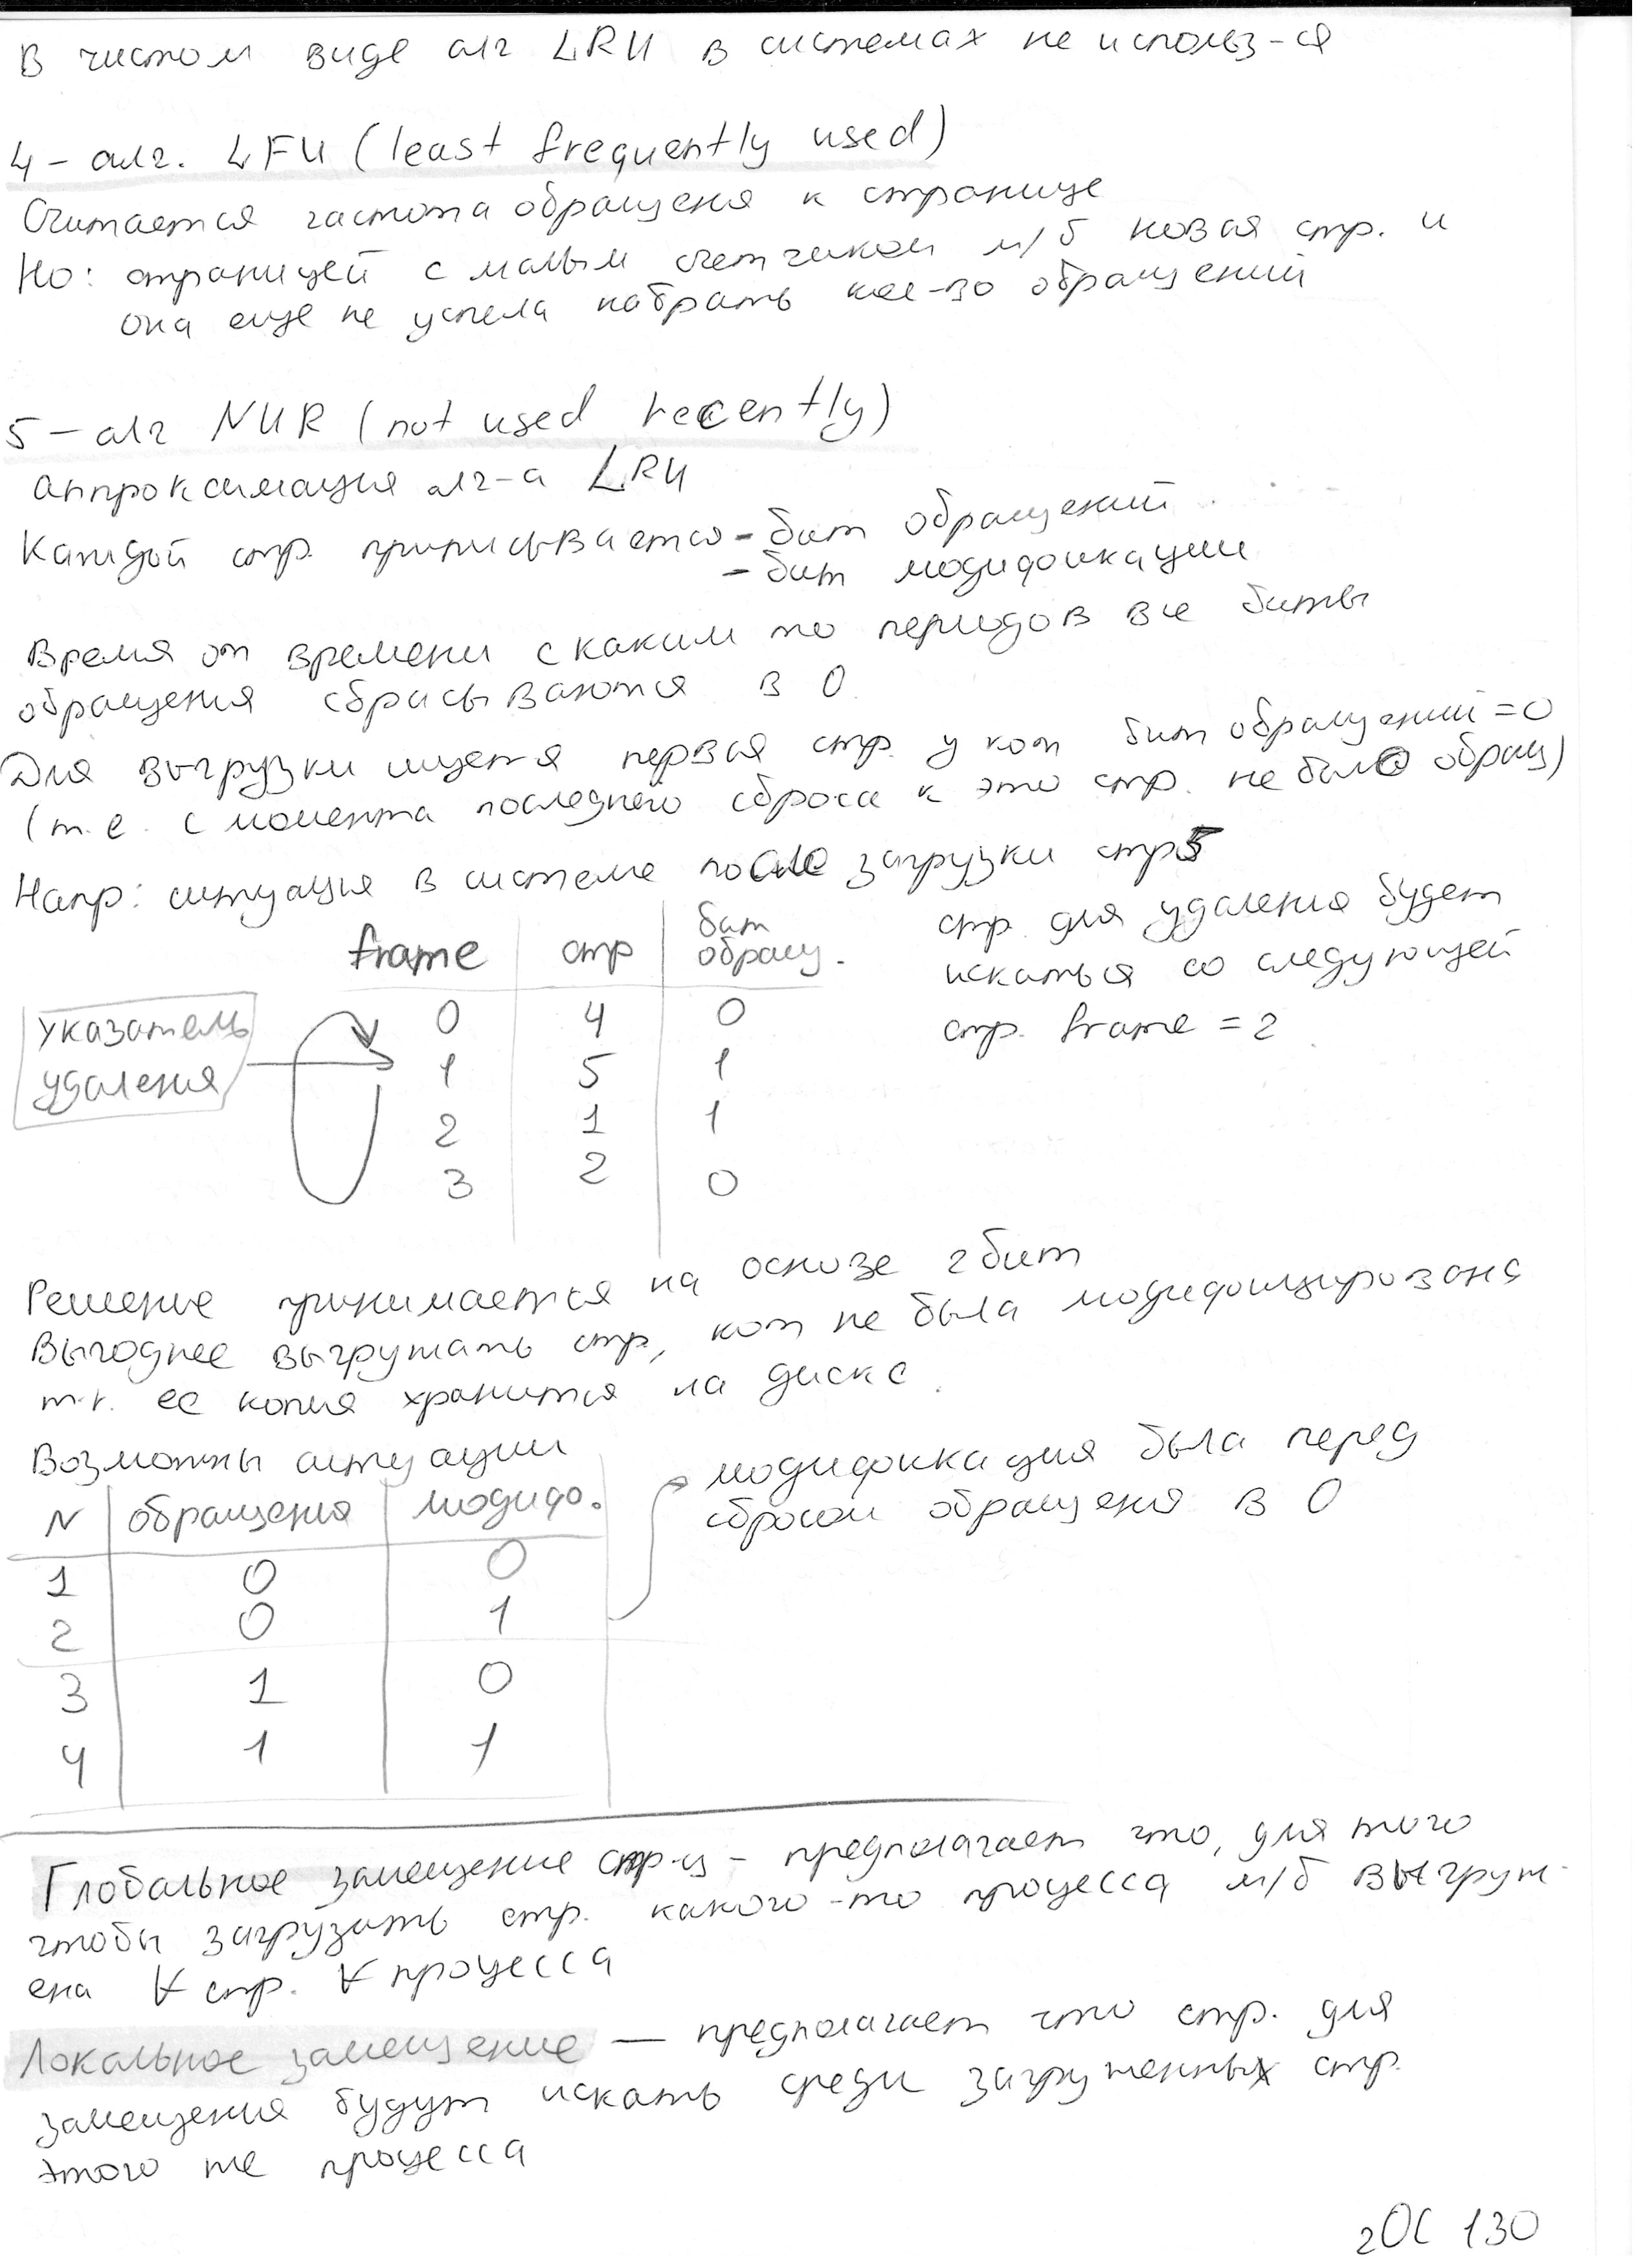 В чистом виде алг LRU в системах не использ-ся
4 - алг. LFU (least frequently used)
Считается частота обращеня к странице
Но: страницей с малым счетчиком м/б новая стр. и
она еще не успела набрать кол-во обращений
5 - алг NUR (not used recently)
аппроксимация алг-а LRU
Каждой стр. приписывается - бит обращений
- бит модификации
Время от времени с каким то периодов все биты
обращения сбрасываются в 0
Для выгрузки ищется первая стр. у кот бит обращений = 0
(т.е. с момента последнего сброса к это стр. не было обращ)
Напр: ситуация в системе после загрузки стр5
frame стр бит обращ.
0 4 0
1 5 1
2 1 1
3 2 0
указатель
удаления
стр. для удаления будет
искаться со следующей
стр. frame = 2
Решение принимается на основе 2 бит
Выгоднее выгружать стр, кот не была модифицирована
т.к. ее копия хранится на диске.
Возможны ситуации
N обращения модиф.
1 0 0
2 0 1
3 1 0
4 1 1
модификация была перед
сбросом обращения в 0
Глобальное замещение стр-ц - предполагает что, для того
чтобы загрузить стр. какого-то процесса м/б выгруж-
ена ∀ стр. ∀ процесса
Локальное замещение — предполагает что стр. для
замещения будут искать среди загруженных стр.
этого же процесса
2ОС 130